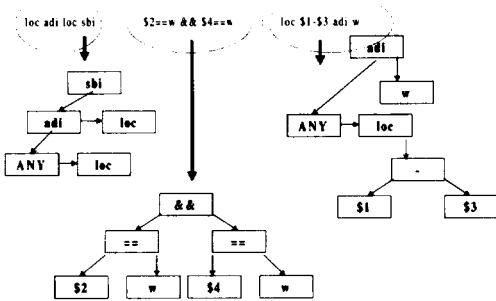 loc adi loc sbi
$2==w && $4==w
loc $1-$3 adi w
sbi
adi
loc
ANY
loc
adi
w
ANY
loc
-
$1
$3
&&
==
==
$2
w
$4
w